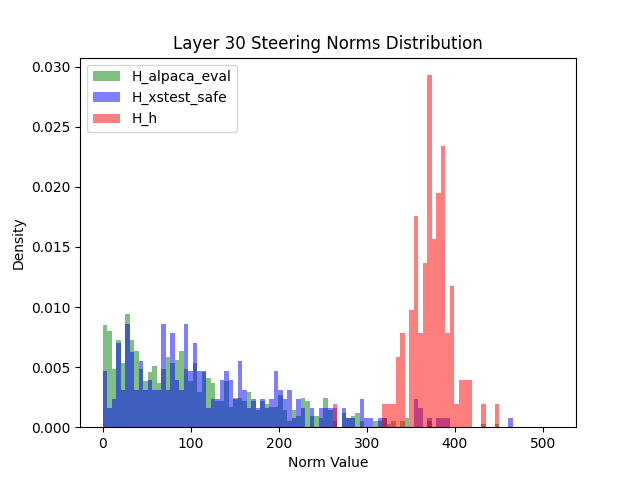 Layer 30 Steering Norms Distribution
H_alpaca_eval
H_xstest_safe
H_h
0.030
0.025
0.020
0.015
0.010
0.005
0.000
Density
0 100 200 300 400 500
Norm Value